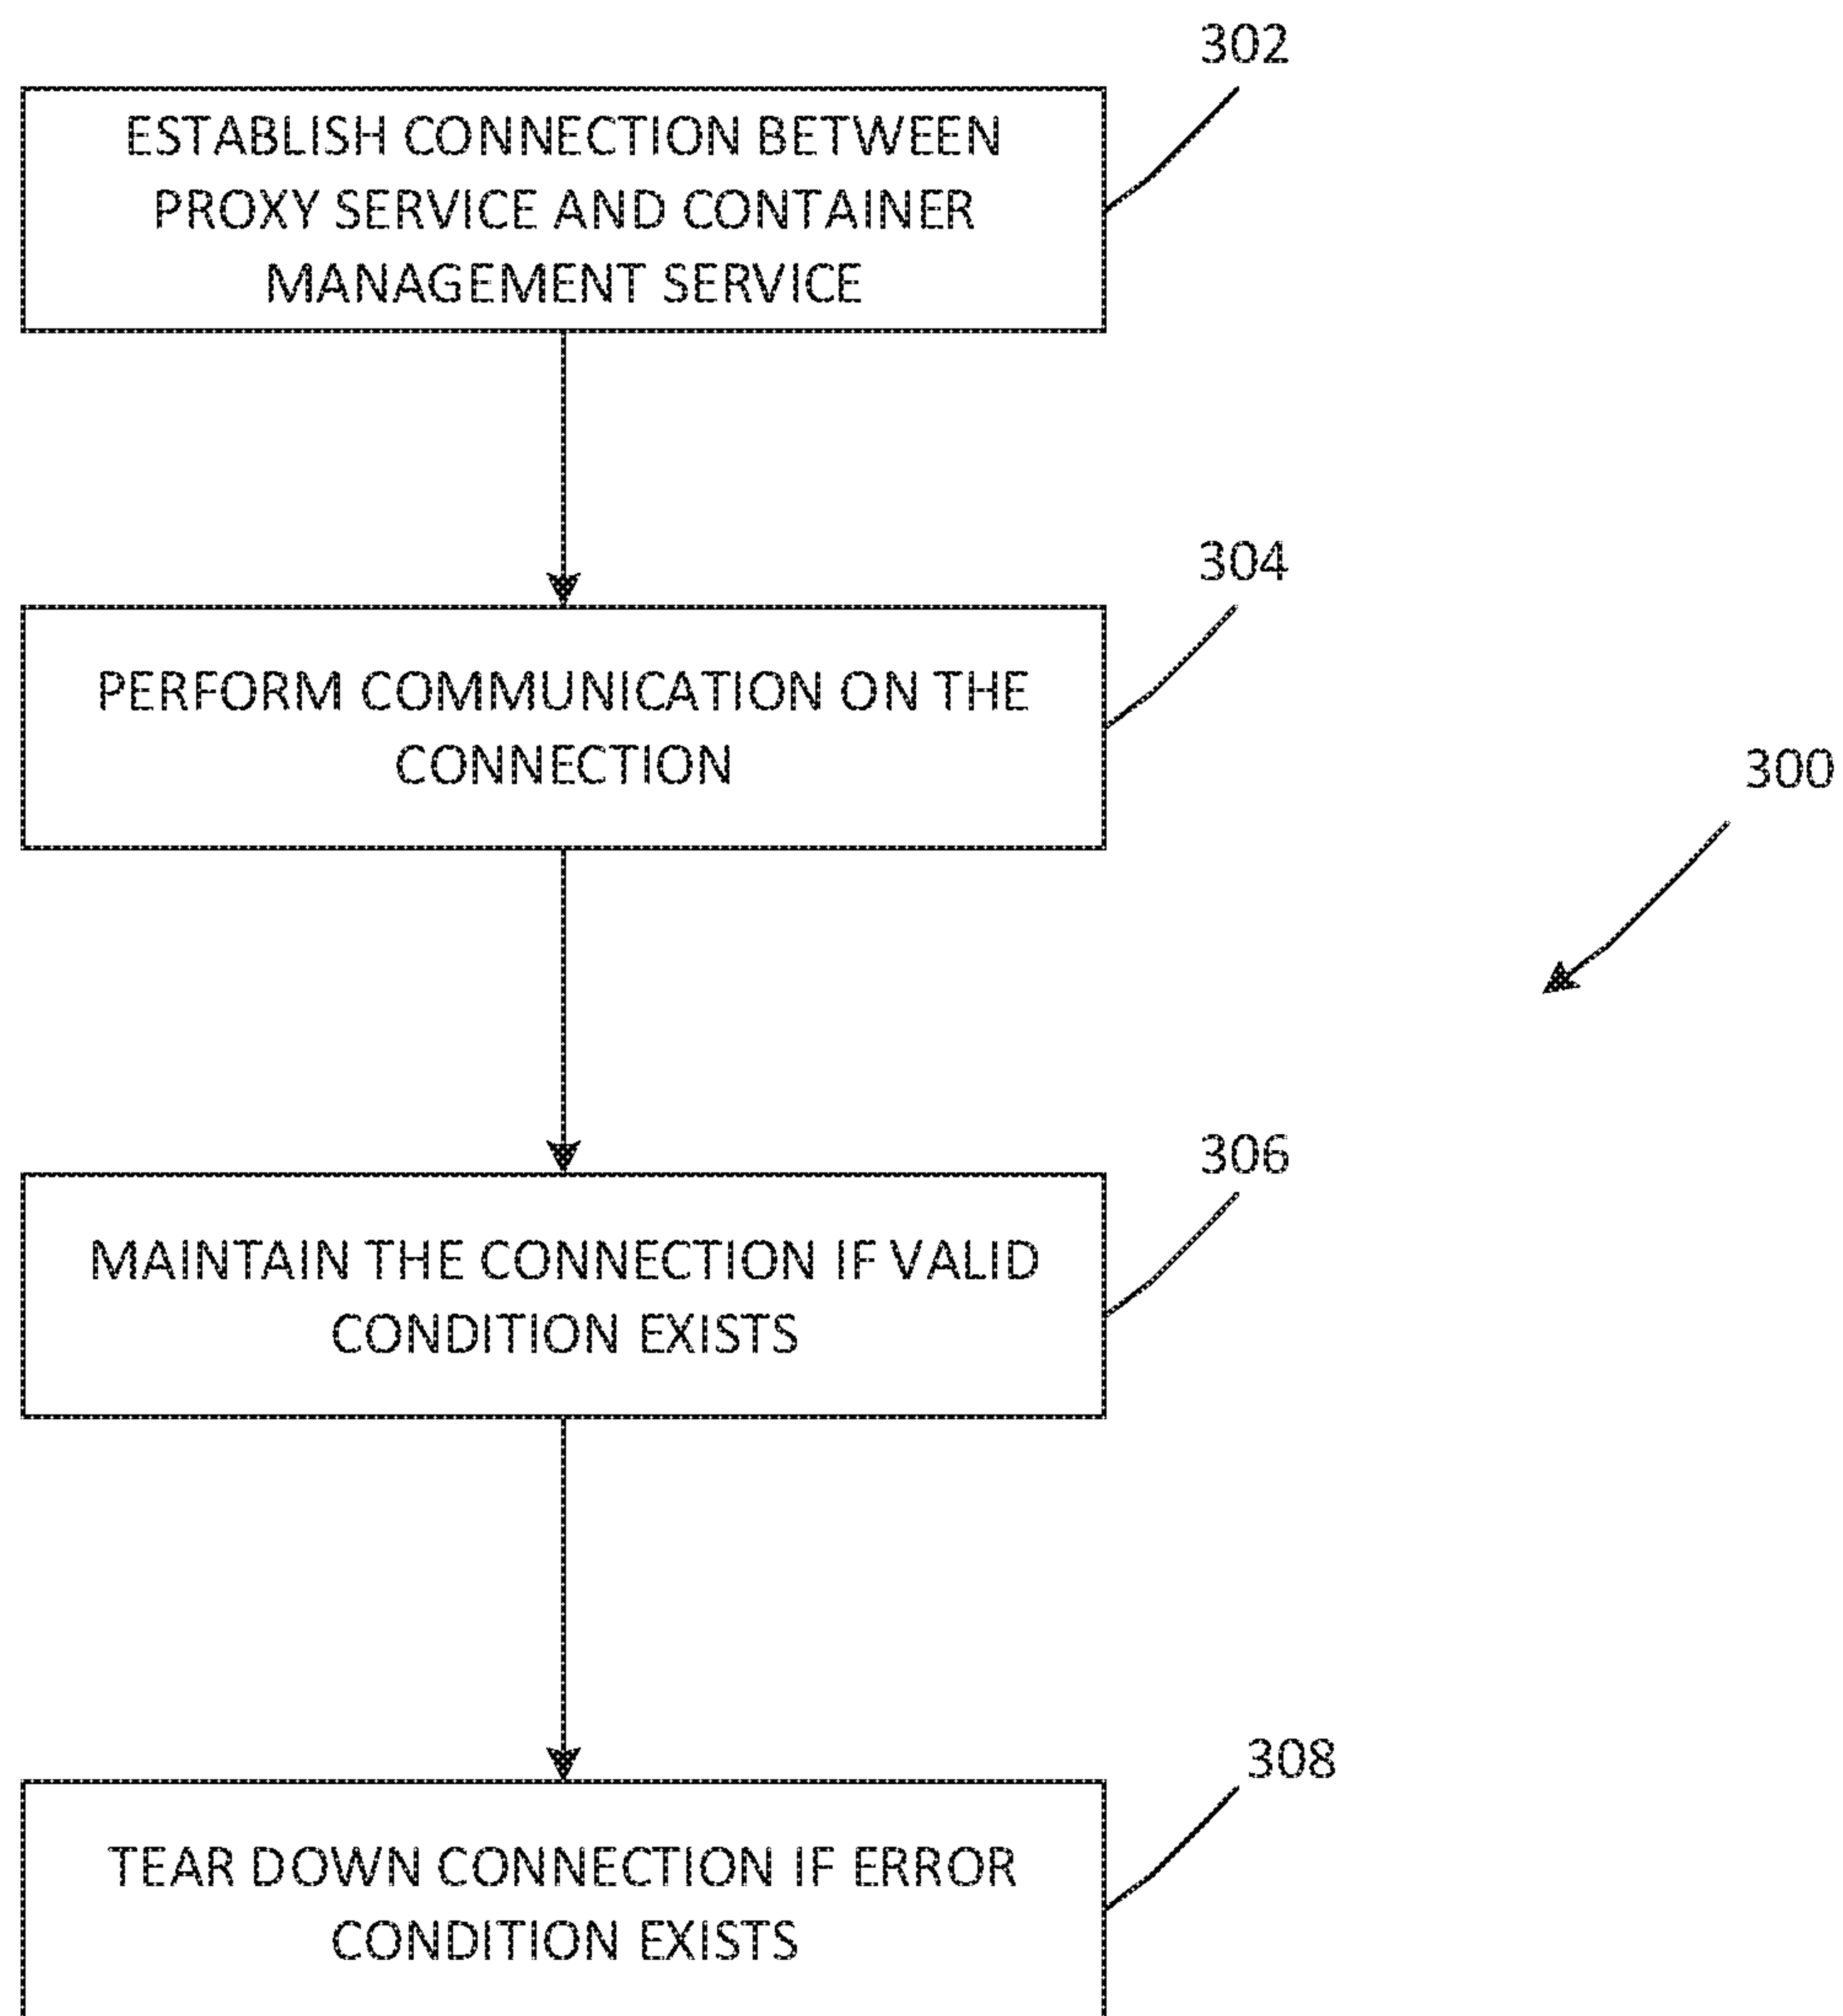 302
ESTABLISH CONNECTION BETWEEN
PROXY SERVICE AND CONTAINER
MANAGEMENT SERVICE
304
PERFORM COMMUNICATION ON THE
CONNECTION
300
306
MAINTAIN THE CONNECTION IF VALID
CONDITION EXISTS
308
TEAR DOWN CONNECTION IF ERROR
CONDITION EXISTS